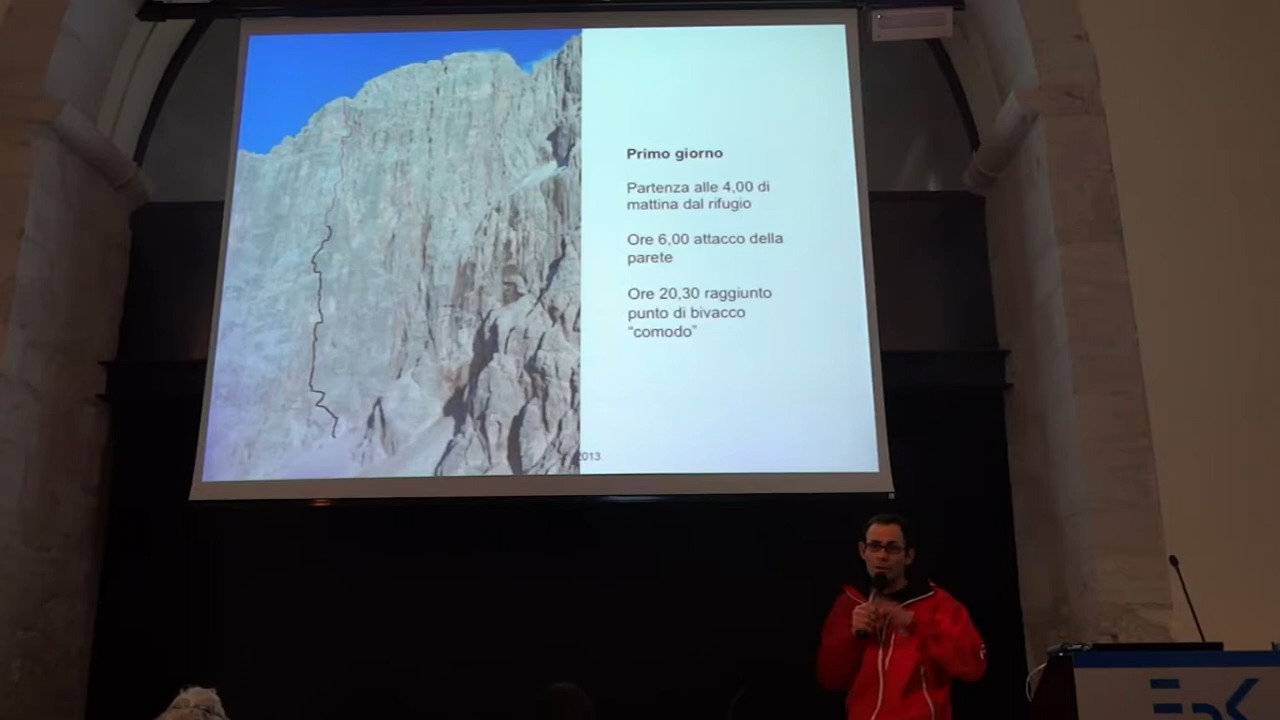 Primo giorno
Partenza alle 4,00 di
mattina dal rifugio
Ore 6,00 attacco della
parete
Ore 20,30 raggiunto
punto di bivacco
“comodo”
2013